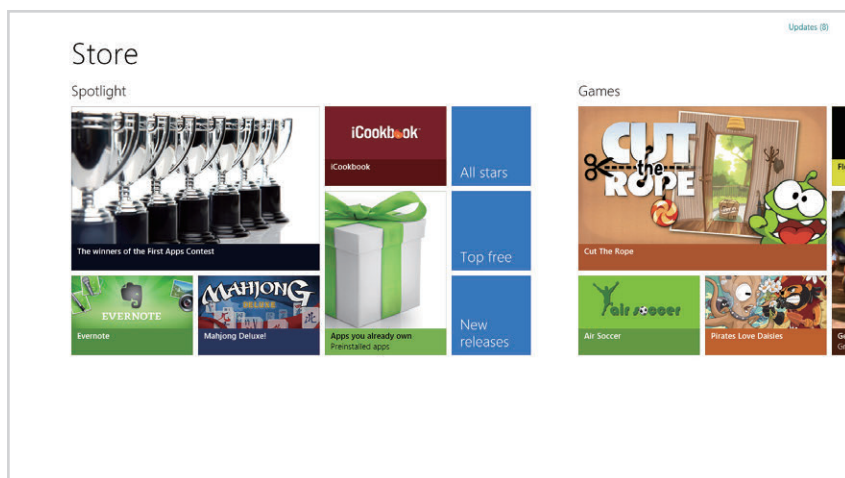 Updates (8)
Store
Spotlight
The winners of the First Apps Contest
iCookbook
iCookbook
All stars
Top free
New
releases
EVERNOTE
Evernote
MAHJONG
DELUXE
Mahjong Deluxe!
Apps you already own
Preinstalled apps
Games
CUT
the
ROPE
Cut The Rope
air soccer
Air Soccer
Pirates Love Daisies